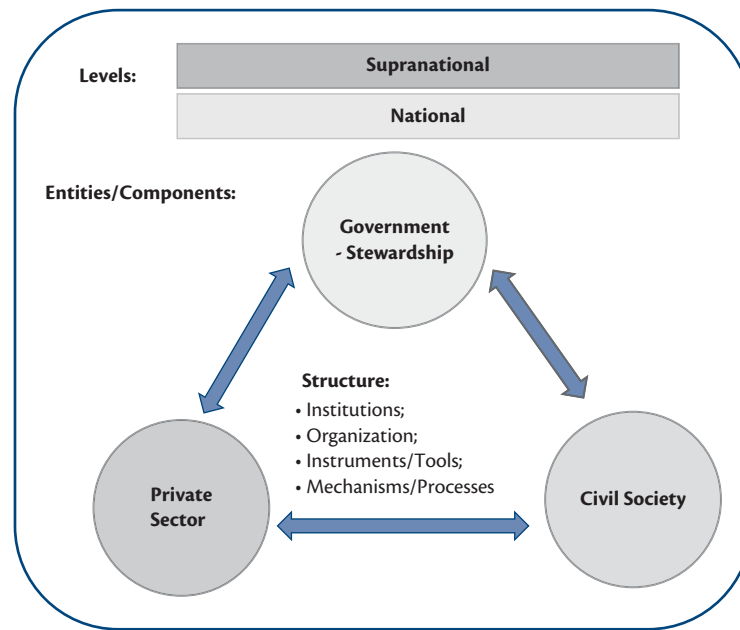 Levels:
Supranational
National
Entities/Components:
Government
- Stewardship
Structure:
• Institutions;
• Organization;
• Instruments/Tools;
• Mechanisms/Processes
Private
Sector
Civil Society